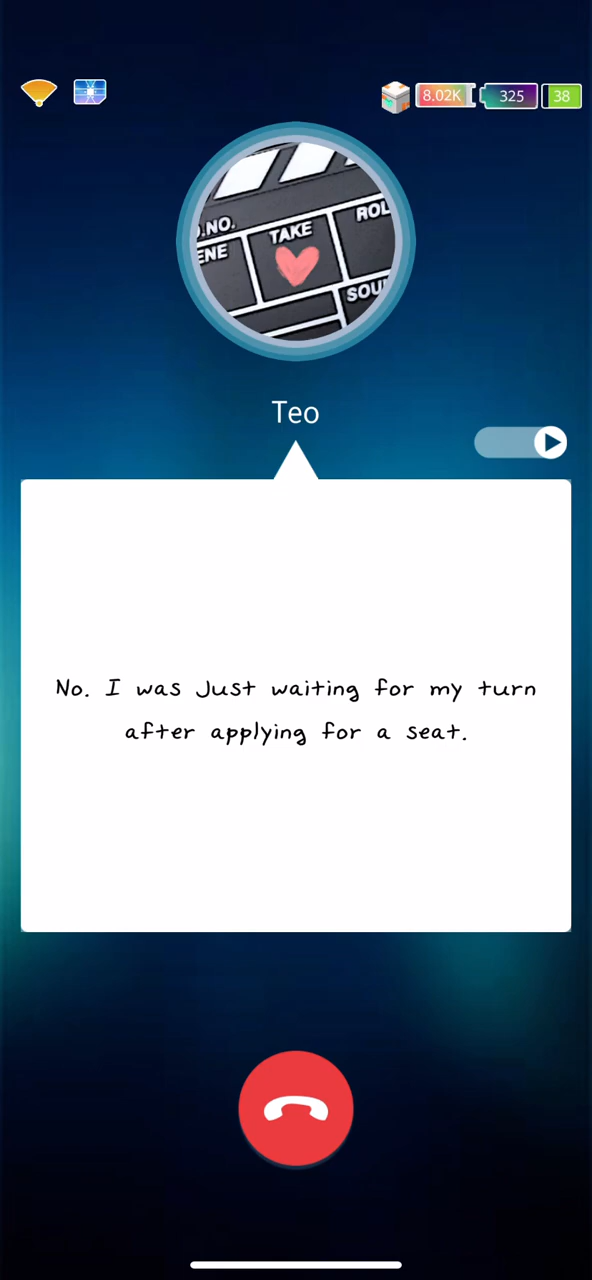 8.02K 325 38
D.NO.
ENE TAKE ROL
SOU
Teo
No. I was Just waiting for my turn
after applying for a seat.